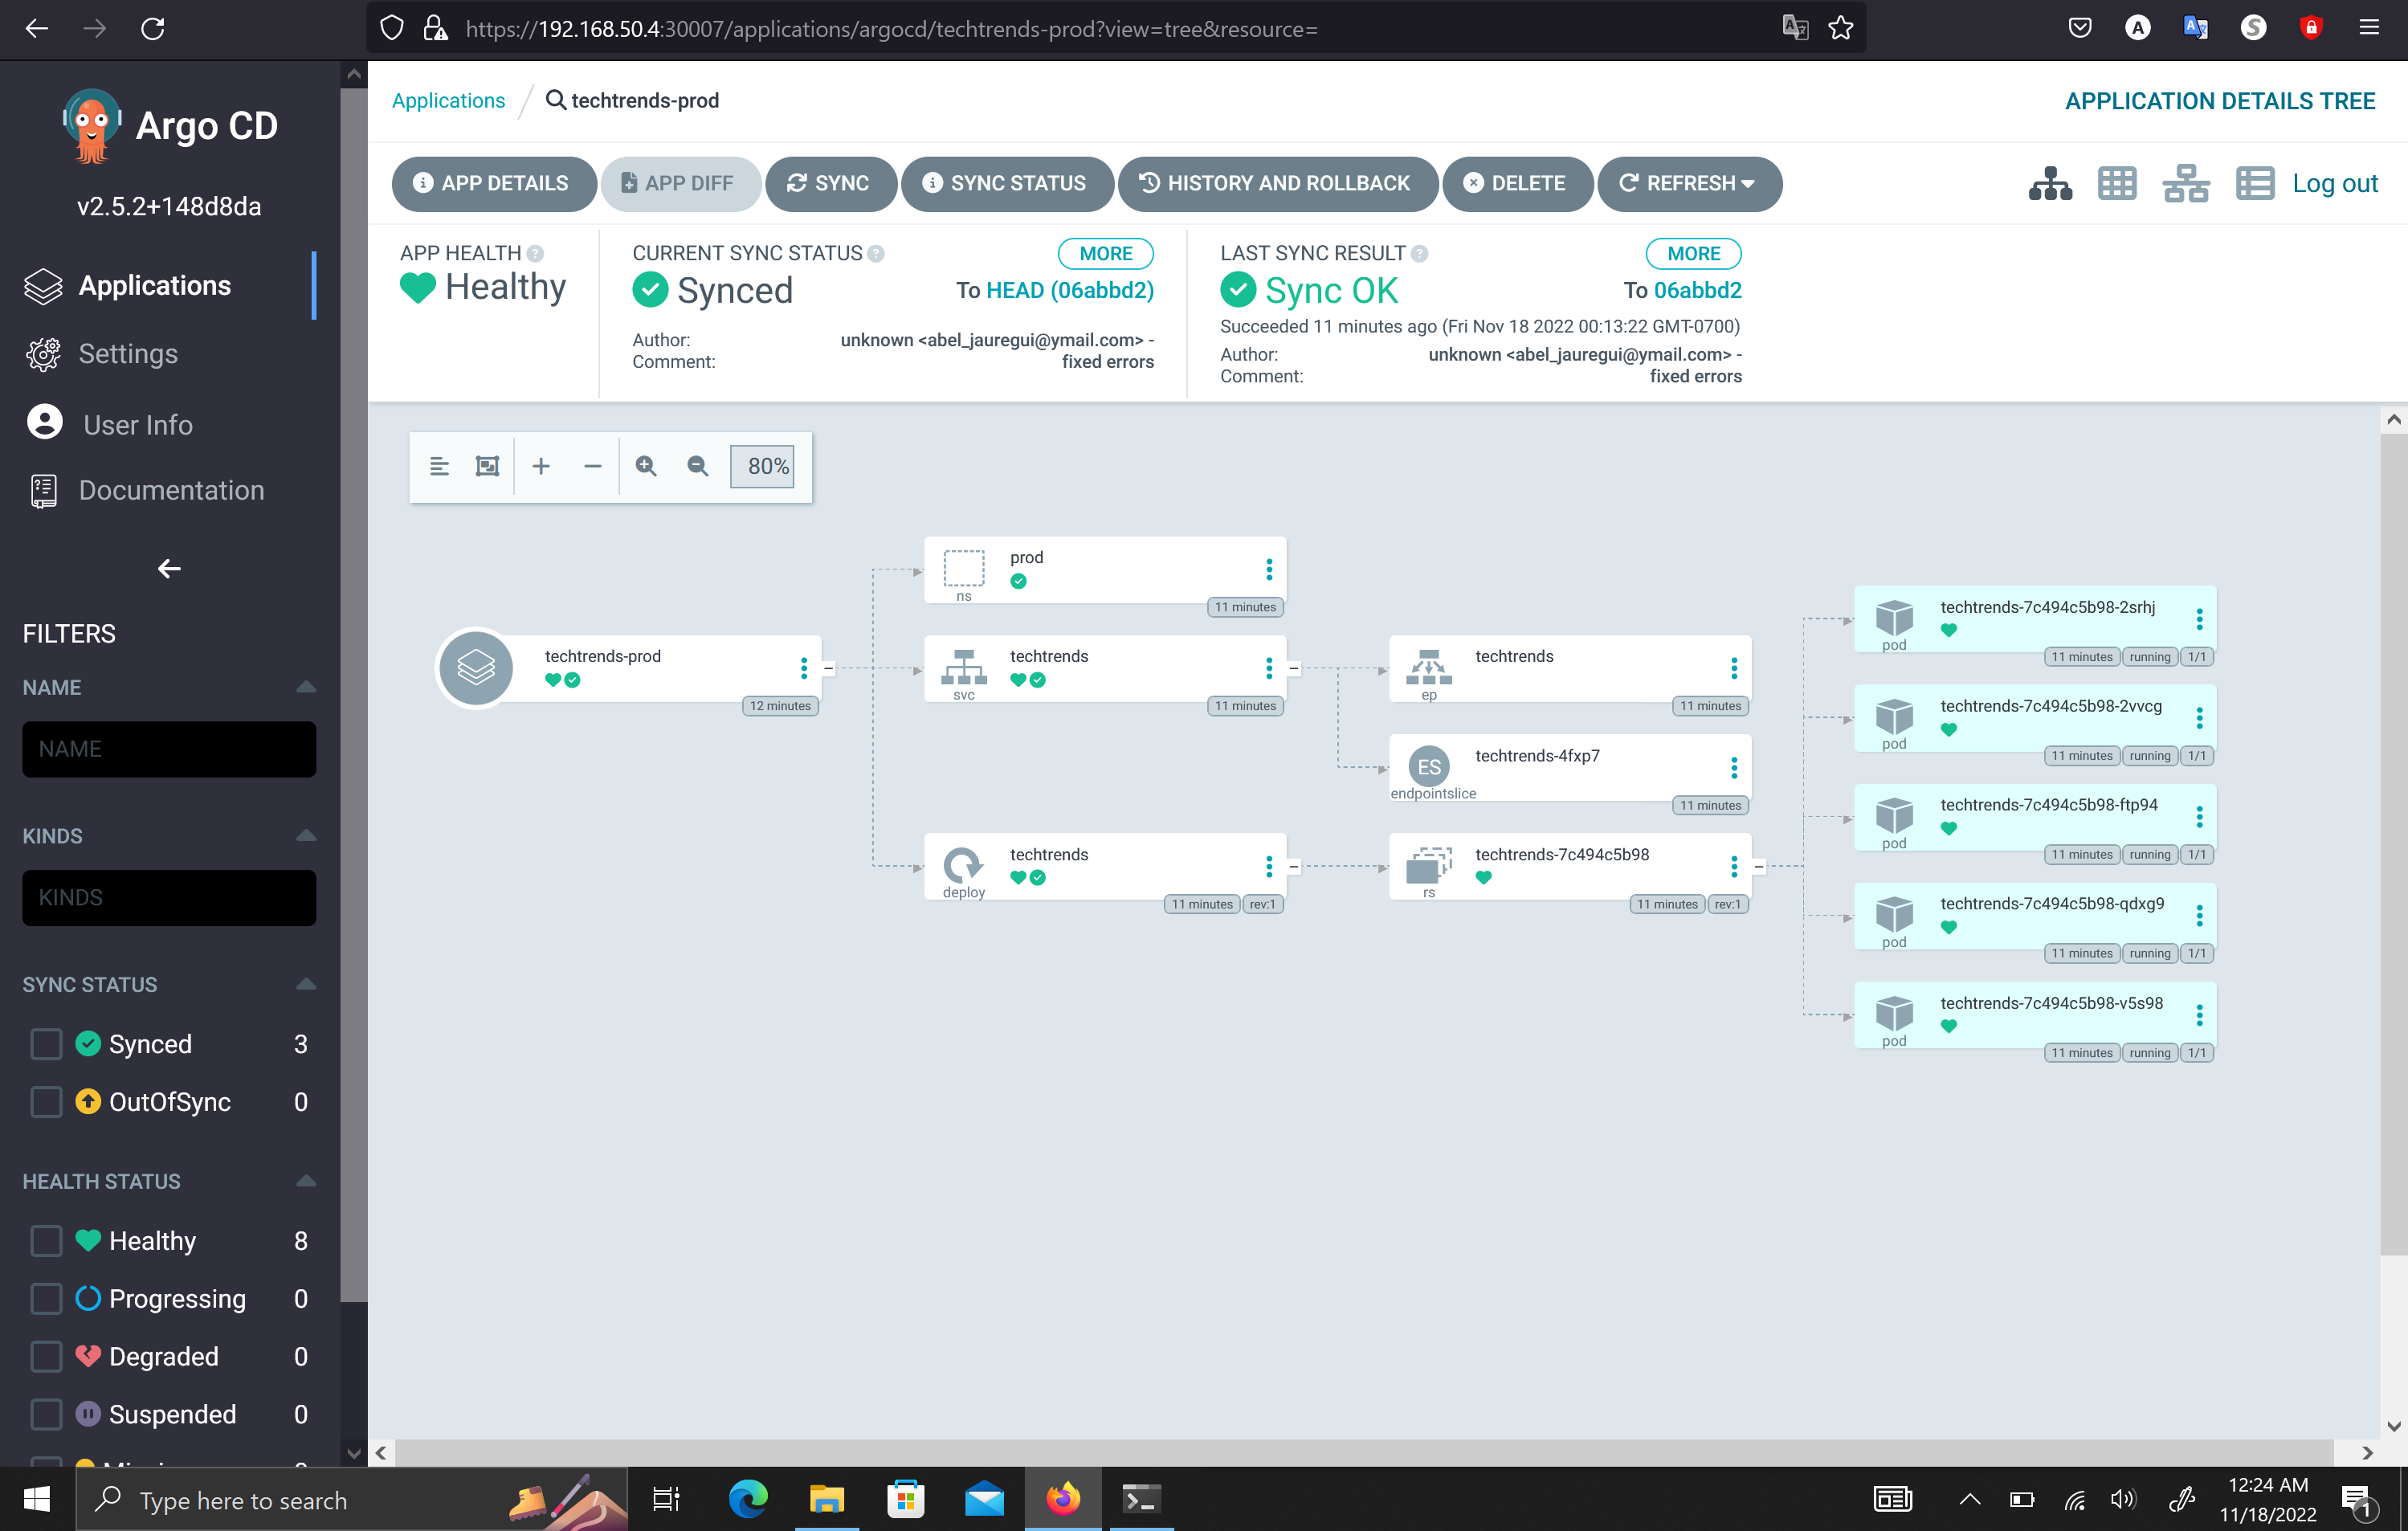 https://192.168.50.4:30007/applications/argocd/techtrends-prod?view=tree&resource=
Argo CD
v2.5.2+148d8da
Applications
Settings
User Info
Documentation
FILTERS
NAME
NAME
KINDS
KINDS
SYNC STATUS
Synced 3
OutOfSync 0
HEALTH STATUS
Healthy 8
Progressing 0
Degraded 0
Suspended 0
Applications / techtrends-prod
APPLICATION DETAILS TREE
APP DETAILS APP DIFF SYNC SYNC STATUS HISTORY AND ROLLBACK DELETE REFRESH
Log out
APP HEALTH ?
Healthy
CURRENT SYNC STATUS ? MORE
Synced To HEAD (06abbd2)
Author: unknown <abel_jauregui@ymail.com> -
Comment: fixed errors
LAST SYNC RESULT ? MORE
Sync OK To 06abbd2
Succeeded 11 minutes ago (Fri Nov 18 2022 00:13:22 GMT-0700)
Author: unknown <abel_jauregui@ymail.com> -
Comment: fixed errors
80%
techtrends-prod
12 minutes
prod
ns
11 minutes
techtrends
svc
11 minutes
techtrends
deploy
11 minutes rev:1
techtrends
ep
11 minutes
techtrends-4fxp7
ES
endpointslice
11 minutes
techtrends-7c494c5b98
rs
11 minutes rev:1
techtrends-7c494c5b98-2srhj
pod
11 minutes running 1/1
techtrends-7c494c5b98-2vvcg
pod
11 minutes running 1/1
techtrends-7c494c5b98-ftp94
pod
11 minutes running 1/1
techtrends-7c494c5b98-qdxg9
pod
11 minutes running 1/1
techtrends-7c494c5b98-v5s98
pod
11 minutes running 1/1
Type here to search
12:24 AM
11/18/2022
1